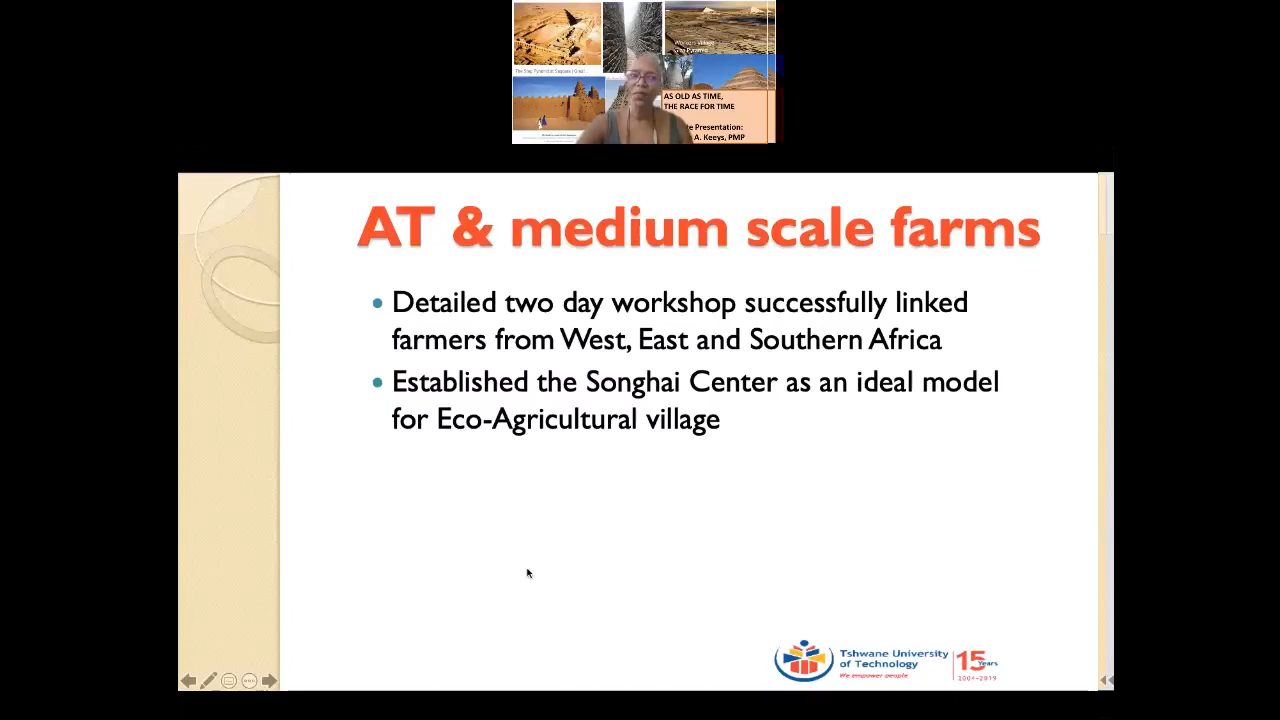 Workers Village
The Step Pyramid at Saqqara
AS OLD AS TIME,
THE RACE FOR TIME
Presentation:
A. Keeys, PMP
AT & medium scale farms
Detailed two day workshop successfully linked
farmers from West, East and Southern Africa
Established the Songhai Center as an ideal model
for Eco-Agricultural village
Tshwane University
of Technology
We empower people
15 Years
2004-2019